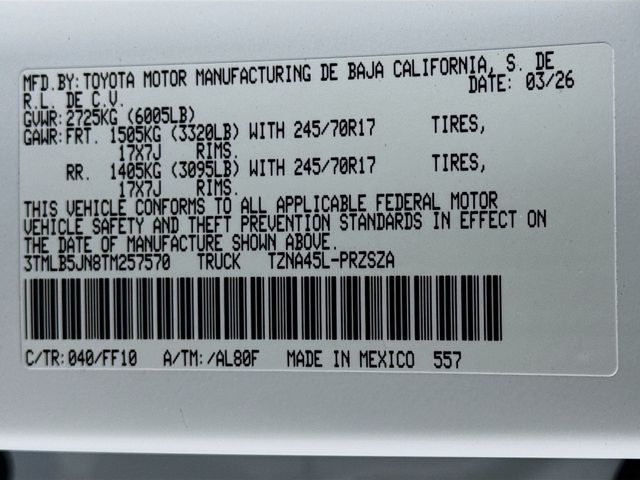 MFD.BY:TOYOTA MOTOR MANUFACTURING DE BAJA CALIFORNIA, S. DE
R.L. DE C.V. DATE: 03/26
GVWR:2725KG (6005LB)
GAWR:FRT. 1505KG (3320LB) WITH 245/70R17 TIRES,
17X7J RIMS.
RR. 1405KG (3095LB) WITH 245/70R17 TIRES,
17X7J RIMS.
THIS VEHICLE CONFORMS TO ALL APPLICABLE FEDERAL MOTOR
VEHICLE SAFETY AND THEFT PREVENTION STANDARDS IN EFFECT ON
THE DATE OF MANUFACTURE SHOWN ABOVE.
3TMLB5JN8TM257570 TRUCK TZNA45L-PRZSZA
C/TR:040/FF10 A/TM:/AL80F MADE IN MEXICO 557